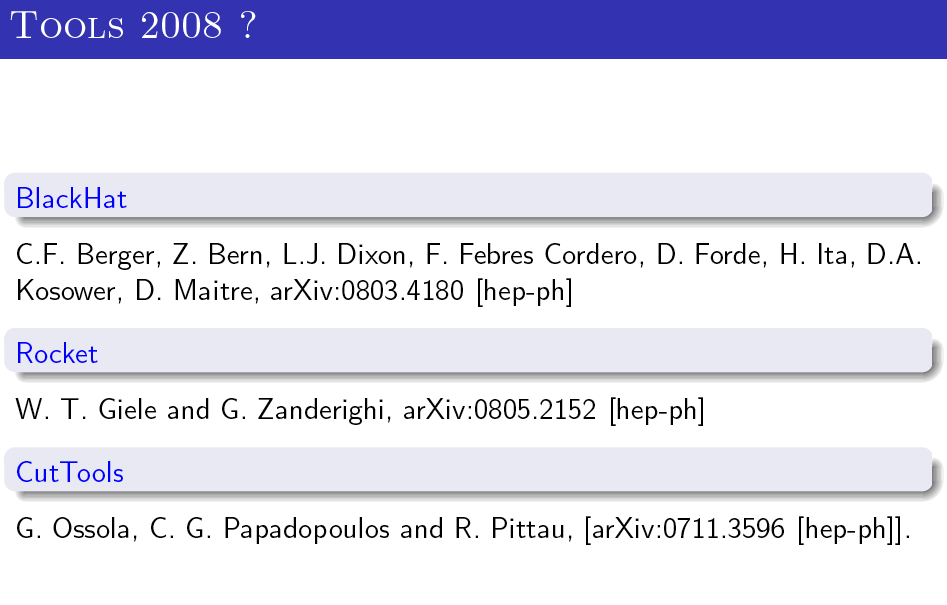 Tools 2008 ?
BlackHat
C.F. Berger, Z. Bern, L.J. Dixon, F. Febres Cordero, D. Forde, H. Ita, D.A.
Kosower, D. Maitre, arXiv:0803.4180 [hep-ph]
Rocket
W. T. Giele and G. Zanderighi, arXiv:0805.2152 [hep-ph]
CutTools
G. Ossola, C. G. Papadopoulos and R. Pittau, [arXiv:0711.3596 [hep-ph]].